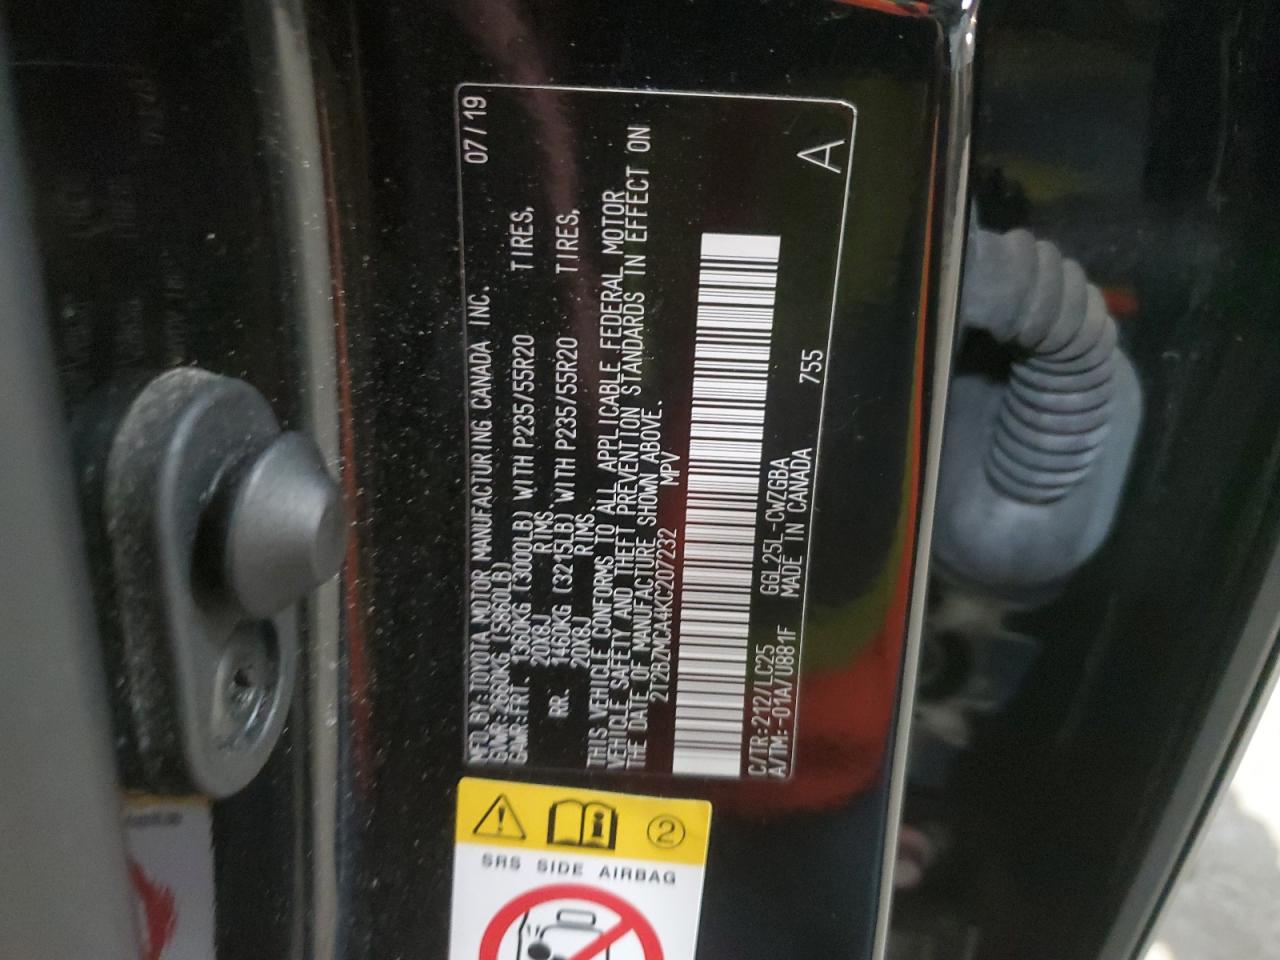 MFD.BY:TOYOTA MOTOR MANUFACTURING CANADA INC. 07/19
GVWR:2660KG (5860LB)
GAWR:FRT. 1360KG (3000LB) WITH P235/55R20 TIRES,
20X8J RIMS
RR. 1460KG (3215LB) WITH P235/55R20 TIRES,
20X8J RIMS
THIS VEHICLE CONFORMS TO ALL APPLICABLE FEDERAL MOTOR
VEHICLE SAFETY AND THEFT PREVENTION STANDARDS IN EFFECT ON
THE DATE OF MANUFACTURE SHOWN ABOVE.
2T2BZMCA4KC207232 MPV
C/TR:212/LC25 GGL25L-CWZGBA
A/TM:-01A/U881F MADE IN CANADA 755
A
2
SRS SIDE AIRBAG